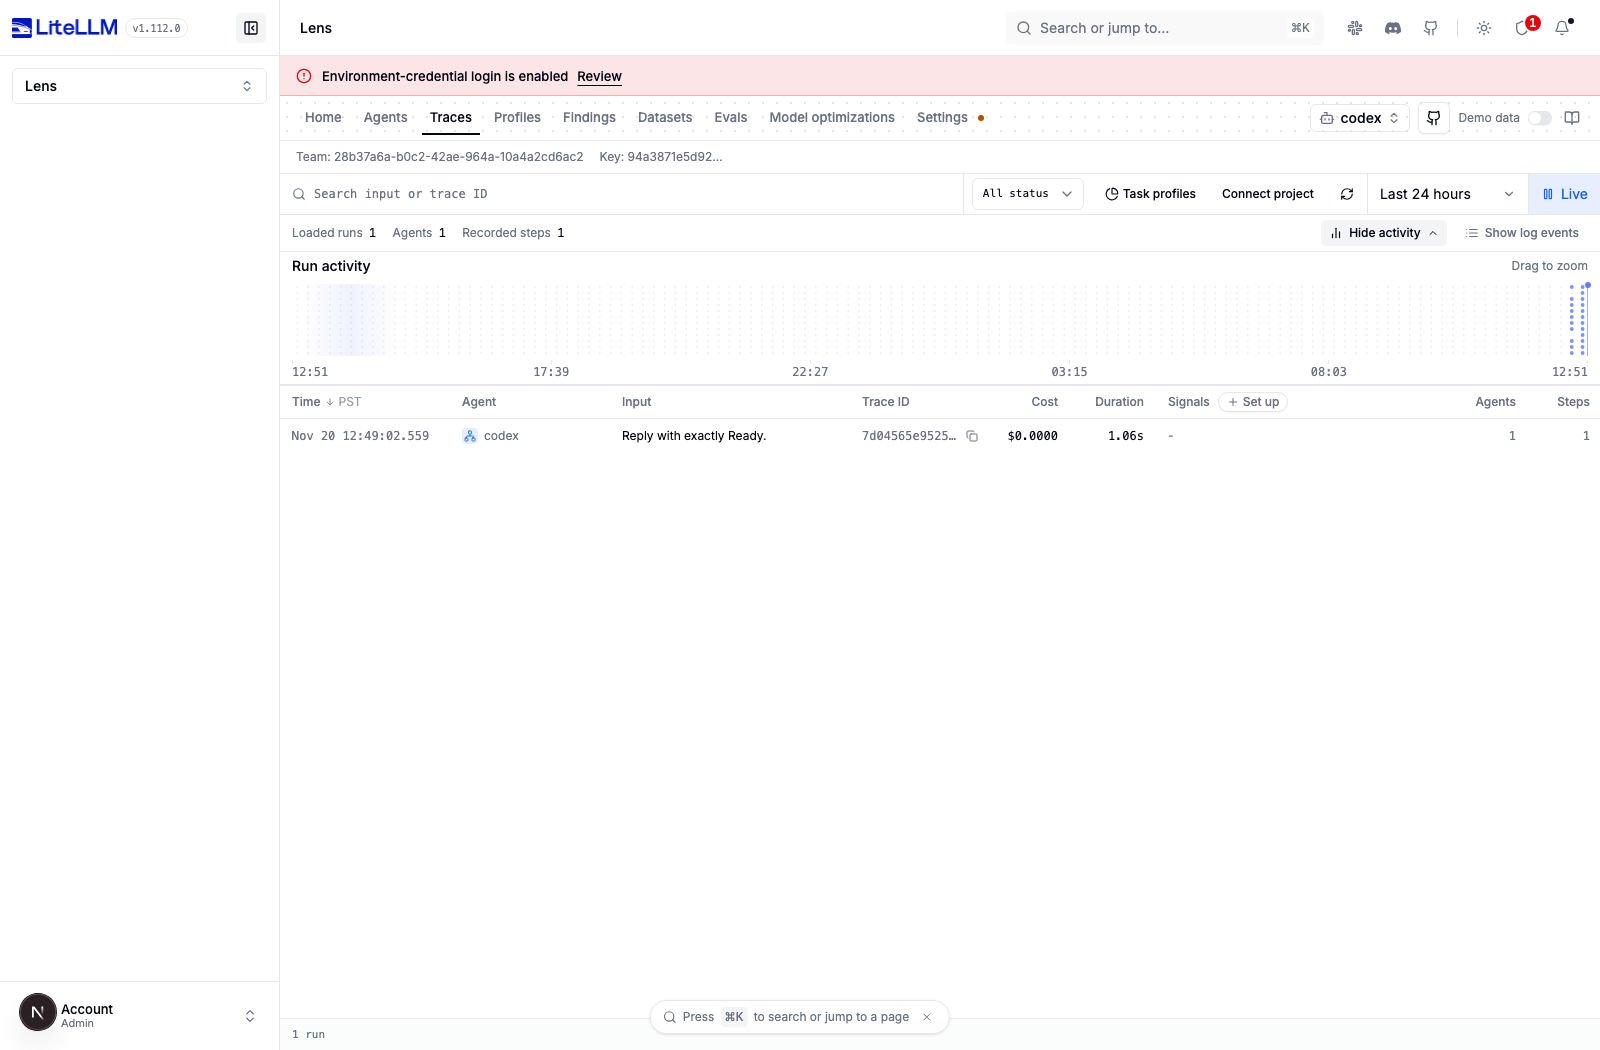 LiteLLM v1.112.0
Lens
Search or jump to... ⌘K
1
Lens
Environment-credential login is enabled Review
Home Agents Traces Profiles Findings Datasets Evals Model optimizations Settings
codex
Demo data
Team: 28b37a6a-b0c2-42ae-964a-10a4a2cd6ac2 Key: 94a3871e5d92...
Search input or trace ID
All status
Task profiles
Connect project
Last 24 hours
Live
Loaded runs 1 Agents 1 Recorded steps 1
Hide activity
Show log events
Run activity
Drag to zoom
12:51 17:39 22:27 03:15 08:03 12:51
Time ↓ PST Agent Input Trace ID Cost Duration Signals + Set up Agents Steps
Nov 20 12:49:02.559 codex Reply with exactly Ready. 7d04565e9525… $0.0000 1.06s - 1 1
N
Account
Admin
Press ⌘K to search or jump to a page
1 run